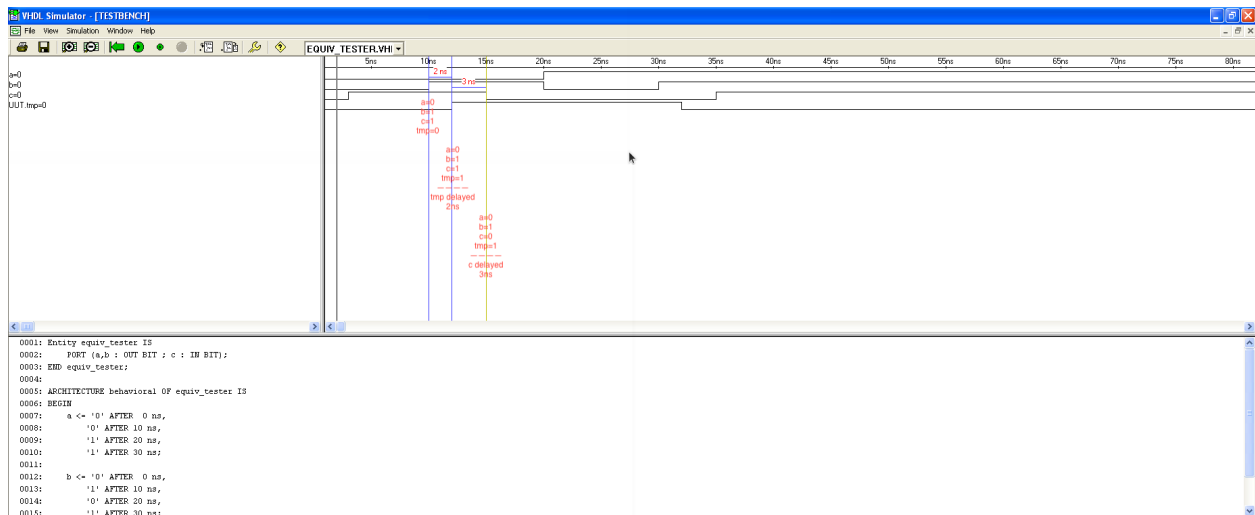 VHDL Simulator - [TESTBENCH]
File View Simulation Window Help
EQUIV_TESTER.VHI
5ns 10ns 15ns 20ns 25ns 30ns 35ns 40ns 45ns 50ns 55ns 60ns 65ns 70ns 75ns 80ns
2 ns
3 ns
a=0
b=0
c=0
UUT.tmp=0
a=0
b=1
c=1
tmp=0
a=0
b=1
c=1
tmp=1
————
tmp delayed
2ns
a=0
b=1
c=0
tmp=1
————
c delayed
3ns
0001: Entity equiv_tester IS
0002: PORT (a,b : OUT BIT ; c : IN BIT);
0003: END equiv_tester;
0004:
0005: ARCHITECTURE behavioral OF equiv_tester IS
0006: BEGIN
0007: a <= '0' AFTER 0 ns,
0008: '0' AFTER 10 ns,
0009: '1' AFTER 20 ns,
0010: '1' AFTER 30 ns;
0011:
0012: b <= '0' AFTER 0 ns,
0013: '1' AFTER 10 ns,
0014: '0' AFTER 20 ns,
0015: '1' AFTER 30 ns;